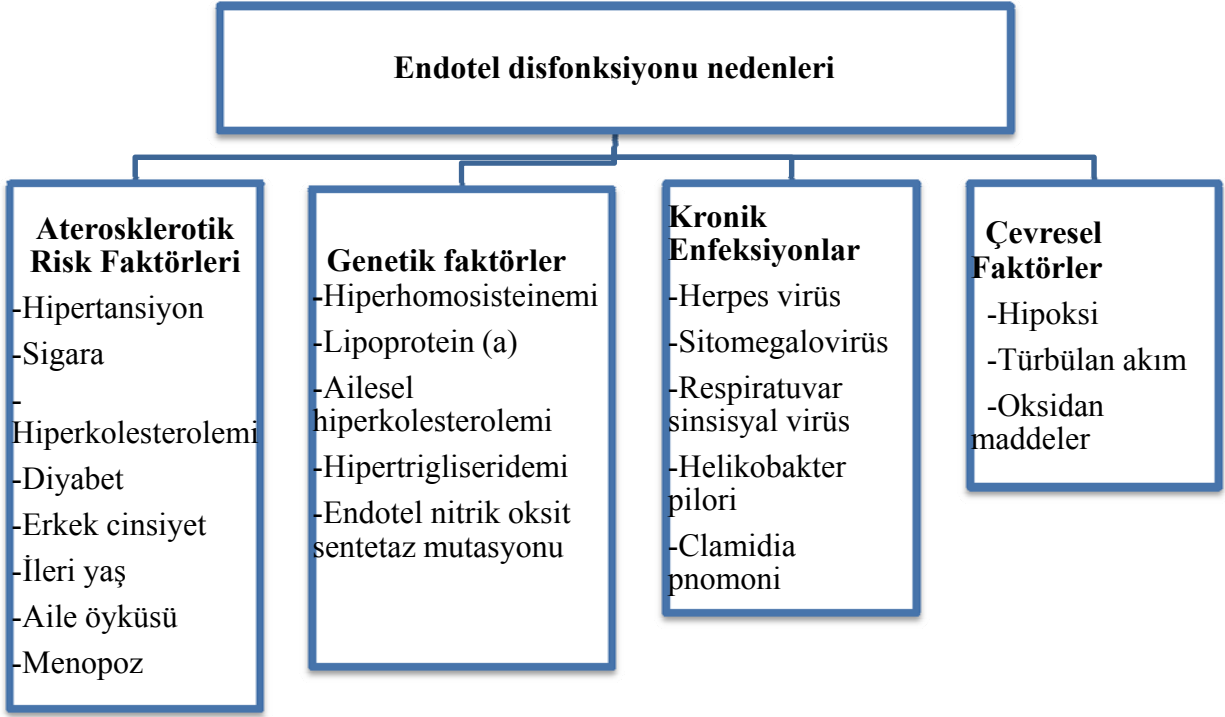 Endotel disfonksiyonu nedenleri
Aterosklerotik
Risk Faktörleri
-Hipertansiyon
-Sigara
-
Hiperkolesterolemi
-Diyabet
-Erkek cinsiyet
-İleri yaş
-Aile öyküsü
-Menopoz
Genetik faktörler
-Hiperhomosisteinemi
-Lipoprotein (a)
-Ailesel
hiperkolesterolemi
-Hipertrigliseridemi
-Endotel nitrik oksit
sentetaz mutasyonu
Kronik
Enfeksiyonlar
-Herpes virüs
-Sitomegalovirüs
-Respiratuvar
sinsisyal virüs
-Helikobakter
pilori
-Clamidia
pnomoni
Çevresel
Faktörler
-Hipoksi
-Türbülan akım
-Oksidan
maddeler